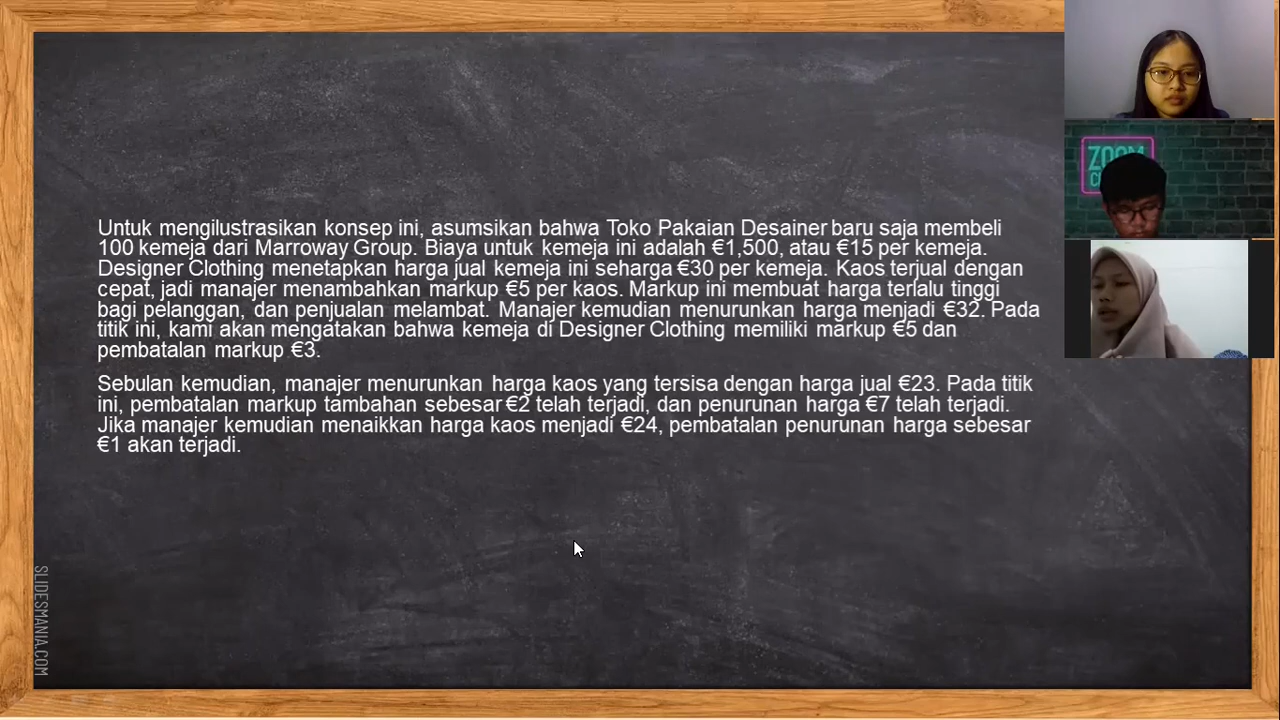 Untuk mengilustrasikan konsep ini, asumsikan bahwa Toko Pakaian Desainer baru saja membeli
100 kemeja dari Marroway Group. Biaya untuk kemeja ini adalah €1,500, atau €15 per kemeja.
Designer Clothing menetapkan harga jual kemeja ini seharga €30 per kemeja. Kaos terjual dengan
cepat, jadi manajer menambahkan markup €5 per kaos. Markup ini membuat harga terlalu tinggi
bagi pelanggan, dan penjualan melambat. Manajer kemudian menurunkan harga menjadi €32. Pada
titik ini, kami akan mengatakan bahwa kemeja di Designer Clothing memiliki markup €5 dan
pembatalan markup €3.
Sebulan kemudian, manajer menurunkan harga kaos yang tersisa dengan harga jual €23. Pada titik
ini, pembatalan markup tambahan sebesar €2 telah terjadi, dan penurunan harga €7 telah terjadi.
Jika manajer kemudian menaikkan harga kaos menjadi €24, pembatalan penurunan harga sebesar
€1 akan terjadi.
SLIDESMANIA.COM
ZOOM